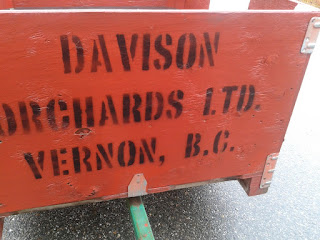 DAVISON
ORCHARDS LTD.
VERNON, B.C.